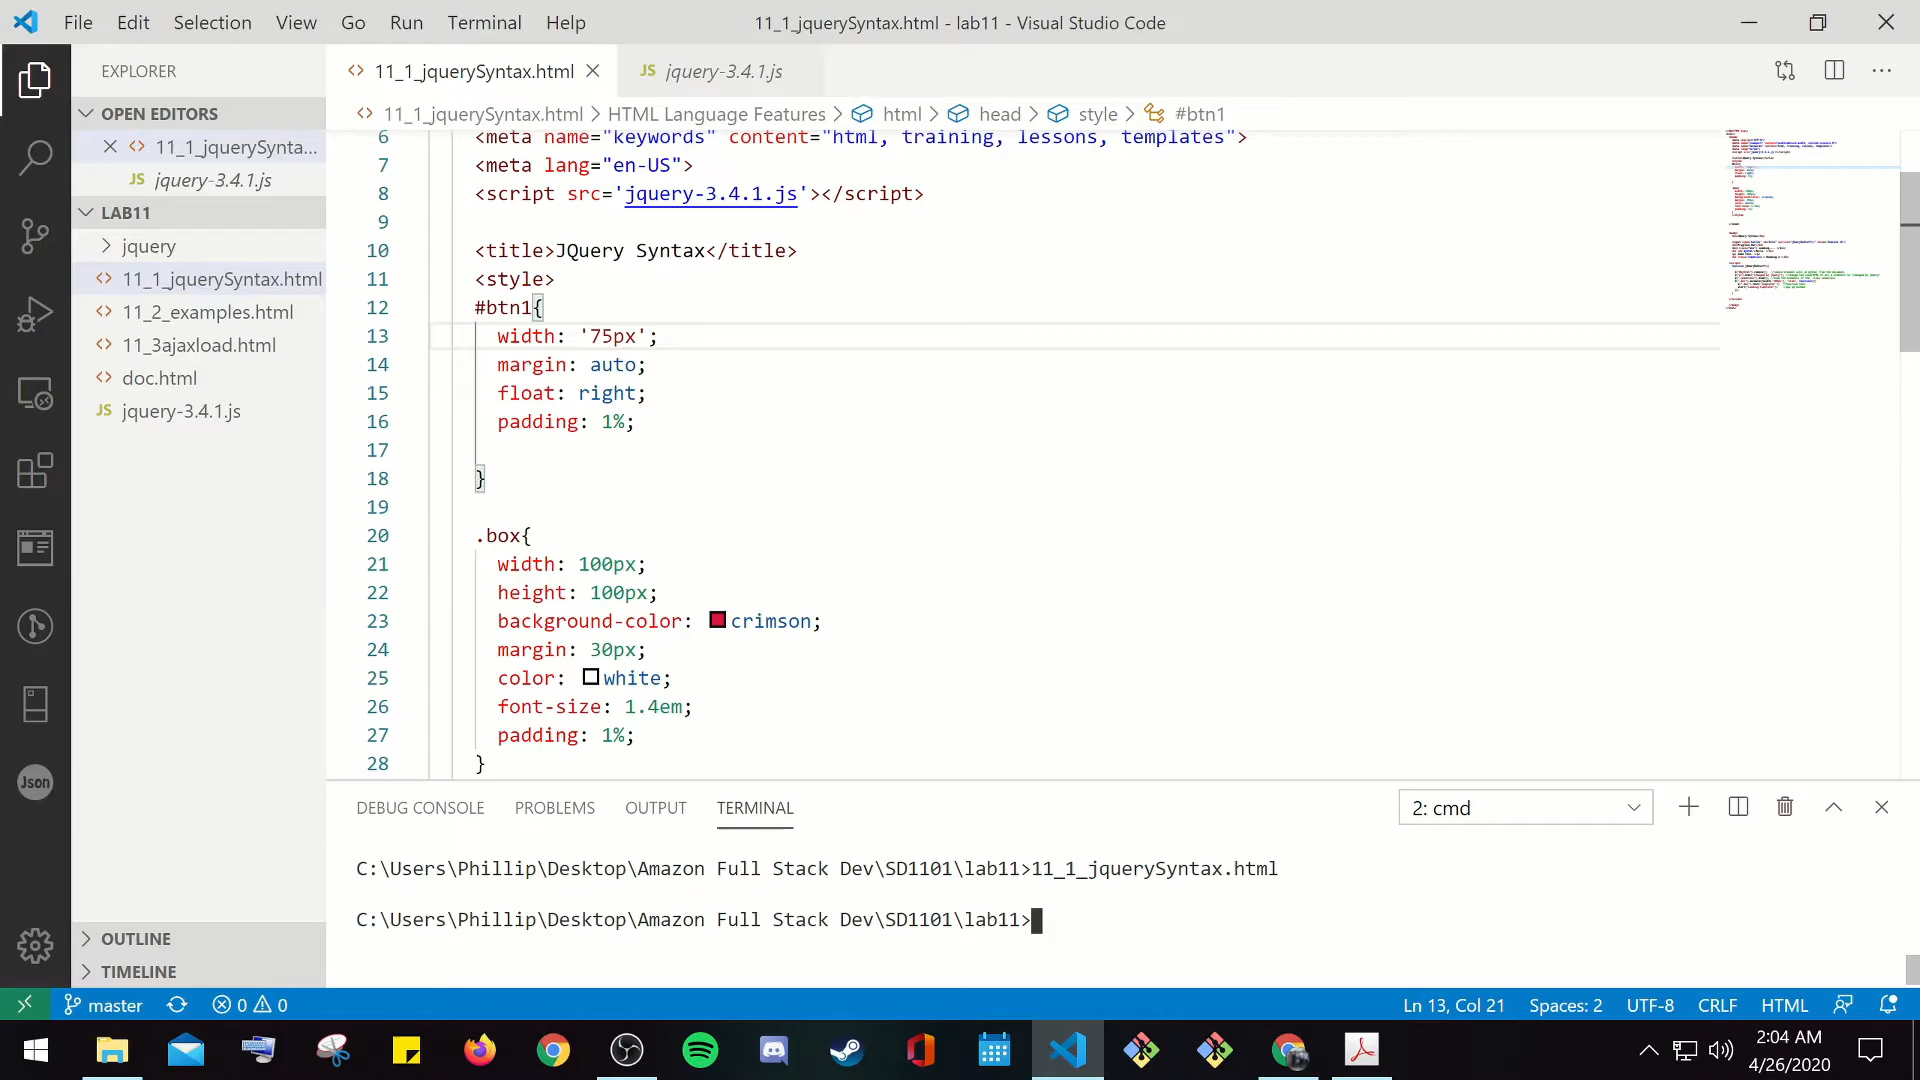 File Edit Selection View Go Run Terminal Help
11_1_jquerySyntax.html - lab11 - Visual Studio Code
EXPLORER
OPEN EDITORS
11_1_jquerySynta...
JS jquery-3.4.1.js
LAB11
jquery
11_1_jquerySyntax.html
11_2_examples.html
11_3ajaxload.html
doc.html
JS jquery-3.4.1.js
OUTLINE
TIMELINE
Json
11_1_jquerySyntax.html
JS jquery-3.4.1.js
11_1_jquerySyntax.html > HTML Language Features > html > head > style > #btn1
6 <meta name="keywords" content="html, training, lessons, templates">
7 <meta lang="en-US">
8 <script src='jquery-3.4.1.js'></script>
9
10 <title>JQuery Syntax</title>
11 <style>
12 #btn1{
13 width: '75px';
14 margin: auto;
15 float: right;
16 padding: 1%;
17
18 }
19
20 .box{
21 width: 100px;
22 height: 100px;
23 background-color: crimson;
24 margin: 30px;
25 color: white;
26 font-size: 1.4em;
27 padding: 1%;
28 }
DEBUG CONSOLE PROBLEMS OUTPUT TERMINAL
2: cmd
C:\Users\Phillip\Desktop\Amazon Full Stack Dev\SD1101\lab11>11_1_jquerySyntax.html
C:\Users\Phillip\Desktop\Amazon Full Stack Dev\SD1101\lab11>
master 0 0
Ln 13, Col 21 Spaces: 2 UTF-8 CRLF HTML
2:04 AM
4/26/2020